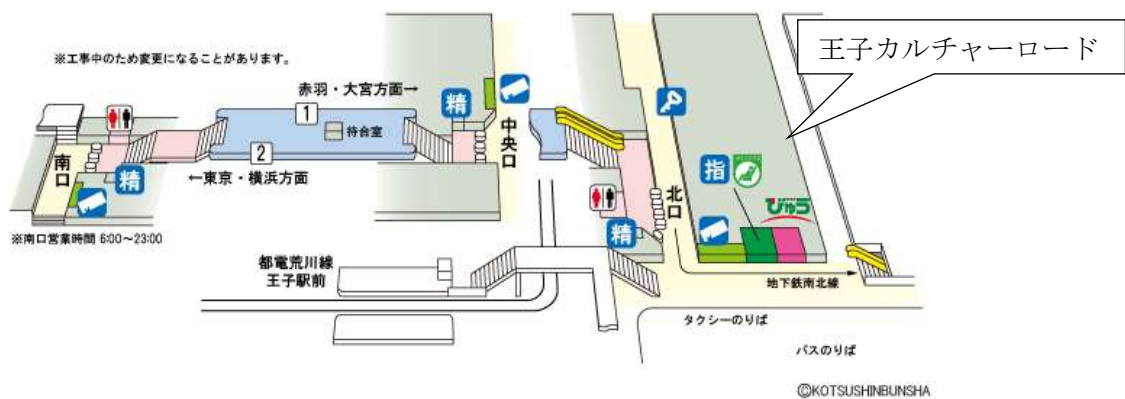 王子カルチャーロード
※工事中のため変更になることがあります。
赤羽・大宮方面→
1
精
待合室
中央口
2
←東京・横浜方面
南口
精
※南口営業時間 6:00〜23:00
指
びゅう
北口
精
都電荒川線
王子駅前
地下鉄南北線
タクシーのりば
バスのりば
©KOTSUSHINBUNSHA